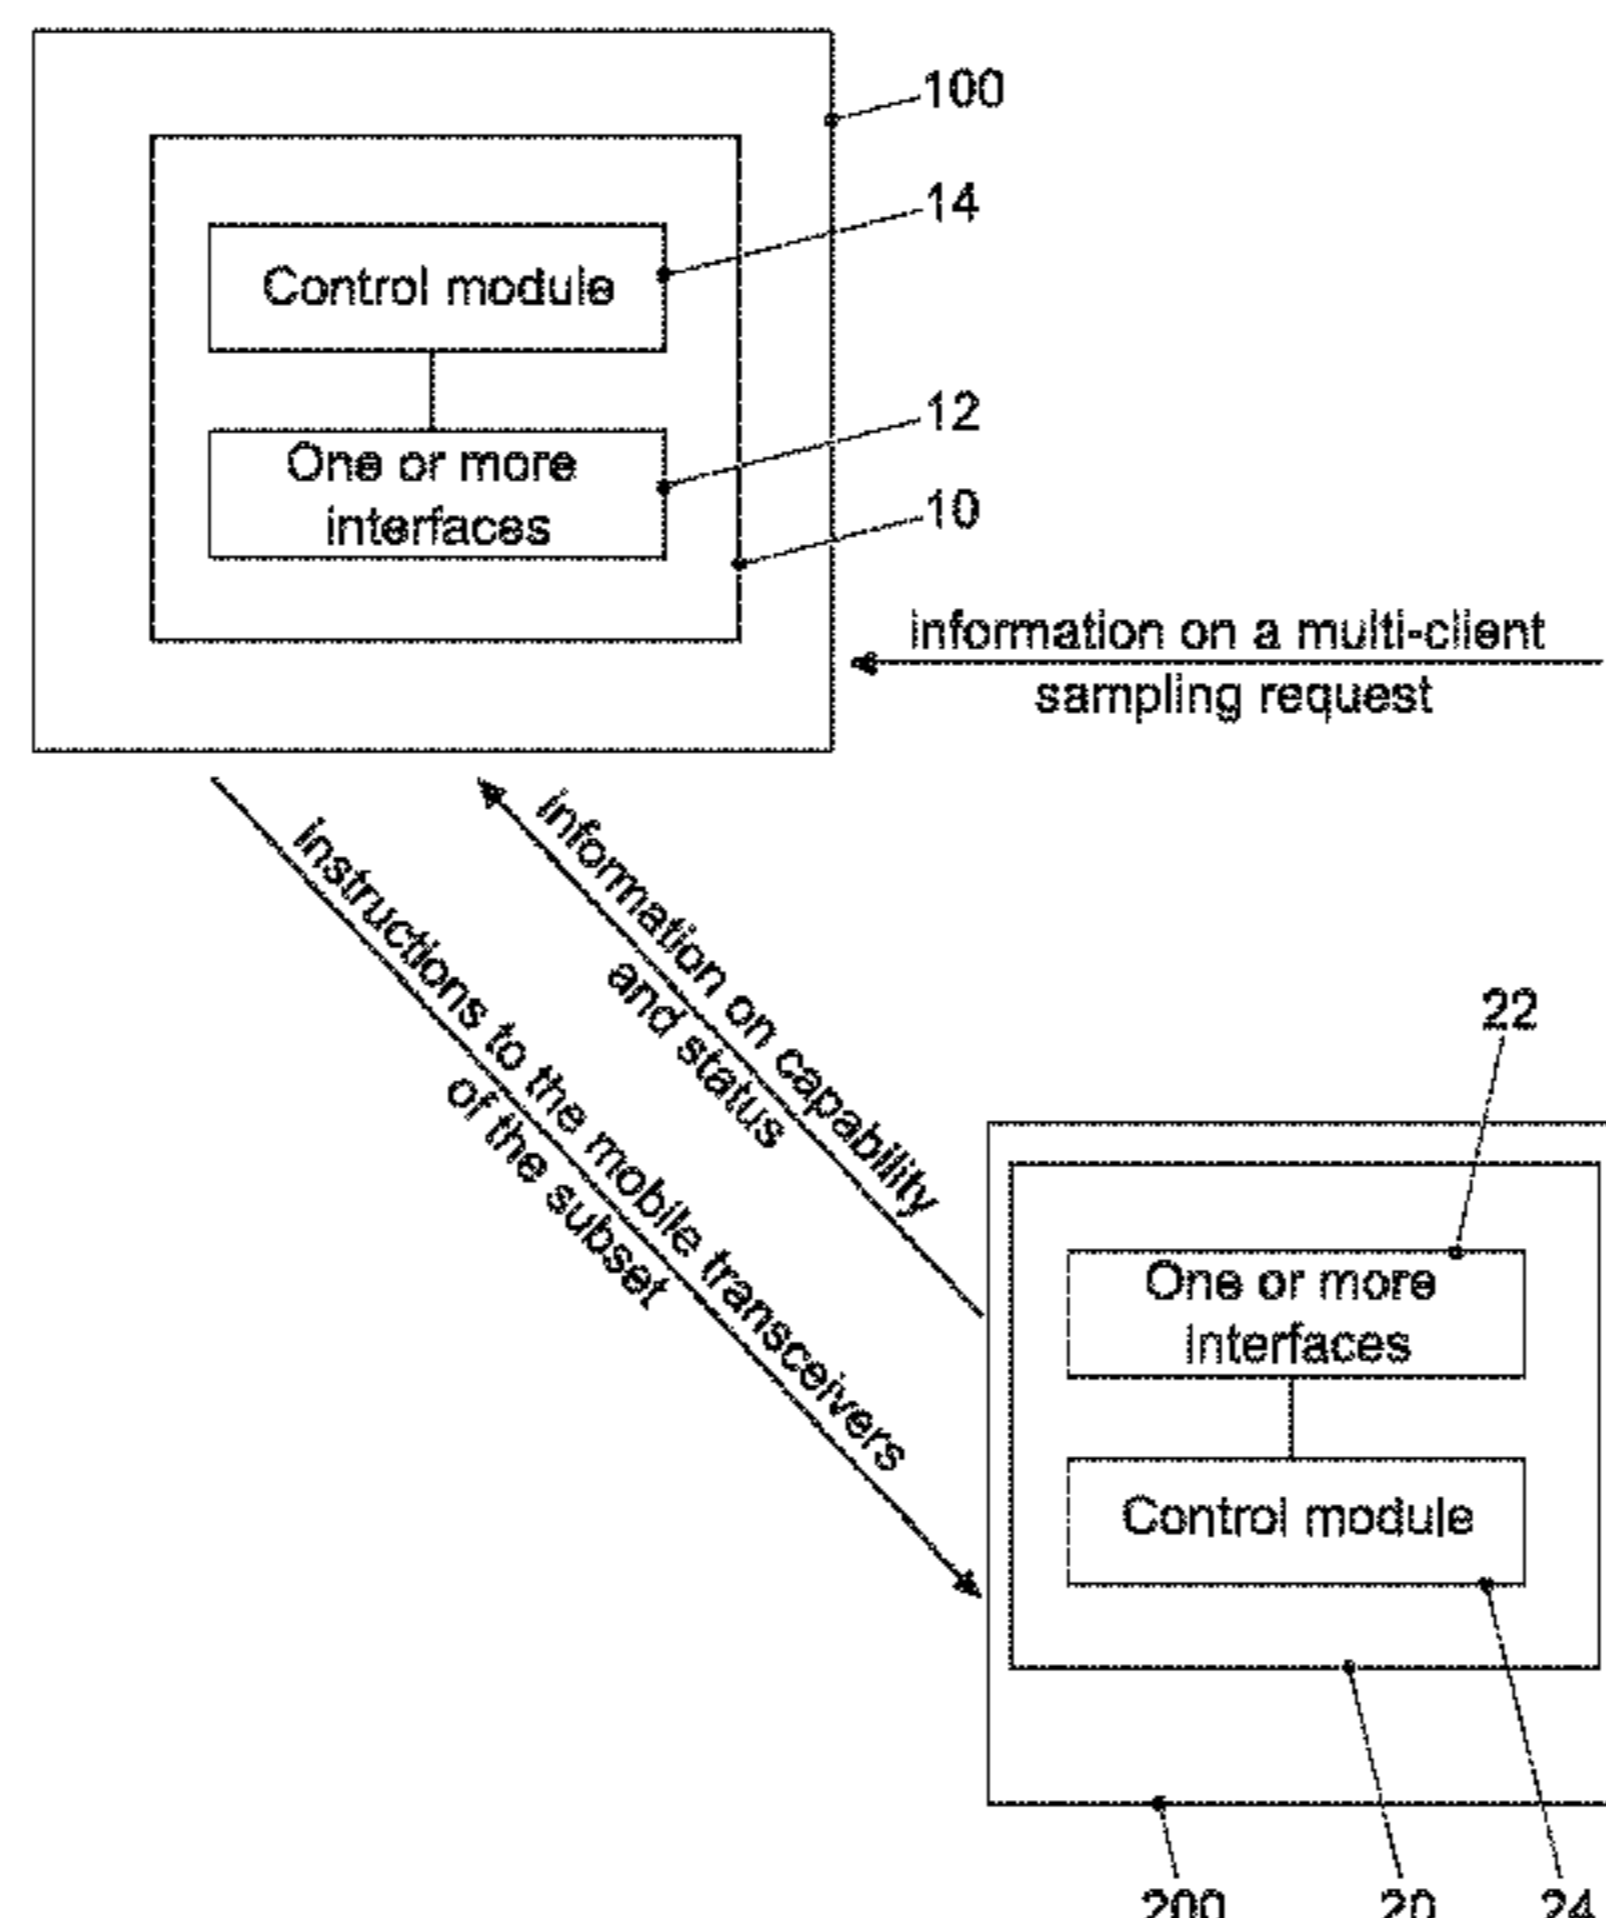 100
14
Control module
12
One or more
interfaces
10
information on a multi-client
sampling request
information on capability
and status
instructions to the mobile transceivers
of the subset
22
One or more
interfaces
Control module
200
20
24